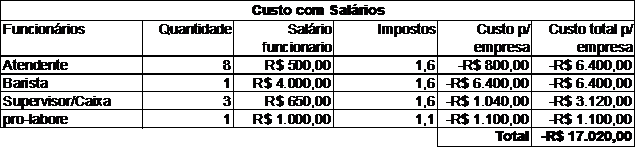 Custo com Salários
Funcionários Quantidade Salário funcionario Impostos Custo p/ empresa Custo total p/ empresa
Atendente 8 R$ 500,00 1,6 -R$ 800,00 -R$ 6.400,00
Barista 1 R$ 4.000,00 1,6 -R$ 6.400,00 -R$ 6.400,00
Supervisor/Caixa 3 R$ 650,00 1,6 -R$ 1.040,00 -R$ 3.120,00
pro-labore 1 R$ 1.000,00 1,1 -R$ 1.100,00 -R$ 1.100,00
Total -R$ 17.020,00